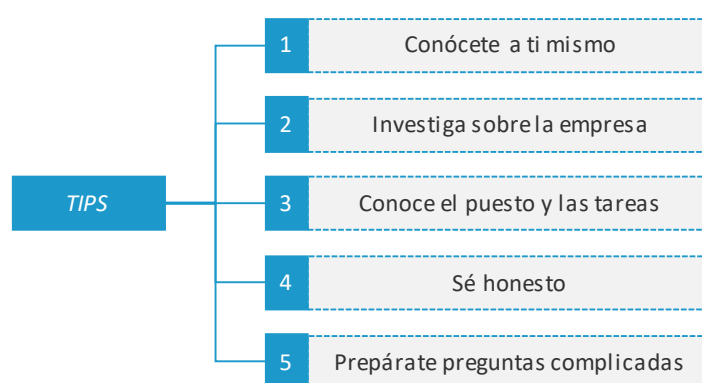 TIPS
1 Conócete a ti mismo
2 Investiga sobre la empresa
3 Conoce el puesto y las tareas
4 Sé honesto
5 Prepárate preguntas complicadas